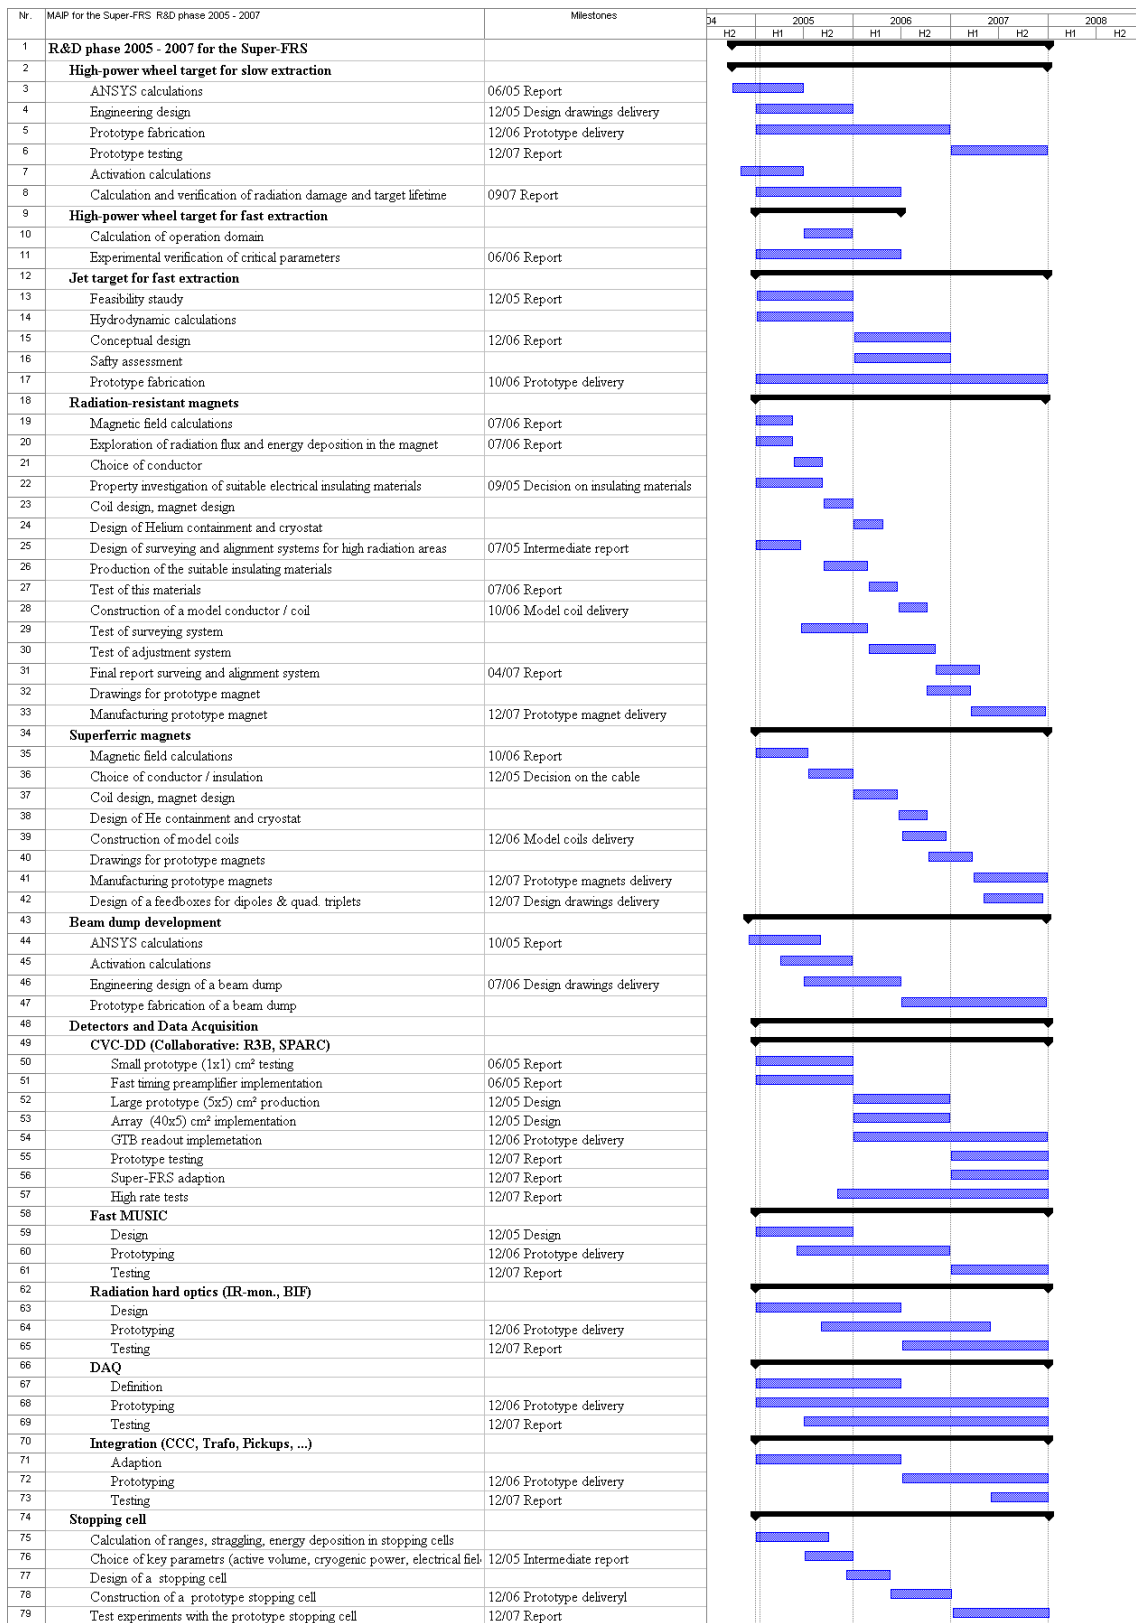 Nr. MAIP for the Super-FRS R&D phase 2005 - 2007 Milestones 04 2005 2006 2007 2008
H2 H1 H2 H1 H2 H1 H2 H1 H2
1 R&D phase 2005 - 2007 for the Super-FRS
2 High-power wheel target for slow extraction
3 ANSYS calculations 06/05 Report
4 Engineering design 12/05 Design drawings delivery
5 Prototype fabrication 12/06 Prototype delivery
6 Prototype testing 12/07 Report
7 Activation calculations
8 Calculation and verification of radiation damage and target lifetime 0907 Report
9 High-power wheel target for fast extraction
10 Calculation of operation domain
11 Experimental verification of critical parameters 06/06 Report
12 Jet target for fast extraction
13 Feasibility staudy 12/05 Report
14 Hydrodynamic calculations
15 Conceptual design 12/06 Report
16 Safty assessment
17 Prototype fabrication 10/06 Prototype delivery
18 Radiation-resistant magnets
19 Magnetic field calculations 07/06 Report
20 Exploration of radiation flux and energy deposition in the magnet 07/06 Report
21 Choice of conductor
22 Property investigation of suitable electrical insulating materials 09/05 Decision on insulating materials
23 Coil design, magnet design
24 Design of Helium containment and cryostat
25 Design of surveying and alignment systems for high radiation areas 07/05 Intermediate report
26 Production of the suitable insulating materials
27 Test of this materials 07/06 Report
28 Construction of a model conductor / coil 10/06 Model coil delivery
29 Test of surveying system
30 Test of adjustment system
31 Final report surveing and alignment system 04/07 Report
32 Drawings for prototype magnet
33 Manufacturing prototype magnet 12/07 Prototype magnet delivery
34 Superferric magnets
35 Magnetic field calculations 10/06 Report
36 Choice of conductor / insulation 12/05 Decision on the cable
37 Coil design, magnet design
38 Design of He containment and cryostat
39 Construction of model coils 12/06 Model coils delivery
40 Drawings for prototype magnets
41 Manufacturing prototype magnets 12/07 Prototype magnets delivery
42 Design of a feedboxes for dipoles & quad. triplets 12/07 Design drawings delivery
43 Beam dump development
44 ANSYS calculations 10/05 Report
45 Activation calculations
46 Engineering design of a beam dump 07/06 Design drawings delivery
47 Prototype fabrication of a beam dump
48 Detectors and Data Acquisition
49 CVC-DD (Collaborative: R3B, SPARC)
50 Small prototype (1x1) cm² testing 06/05 Report
51 Fast timing preamplifier implementation 06/05 Report
52 Large prototype (5x5) cm² production 12/05 Design
53 Array (40x5) cm² implementation 12/05 Design
54 GTB readout implemetation 12/06 Prototype delivery
55 Prototype testing 12/07 Report
56 Super-FRS adaption 12/07 Report
57 High rate tests 12/07 Report
58 Fast MUSIC
59 Design 12/05 Design
60 Prototyping 12/06 Prototype delivery
61 Testing 12/07 Report
62 Radiation hard optics (IR-mon., BIF)
63 Design
64 Prototyping 12/06 Prototype delivery
65 Testing 12/07 Report
66 DAQ
67 Definition
68 Prototyping 12/06 Prototype delivery
69 Testing 12/07 Report
70 Integration (CCC, Trafo, Pickups, ...)
71 Adaption
72 Prototyping 12/06 Prototype delivery
73 Testing 12/07 Report
74 Stopping cell
75 Calculation of ranges, straggling, energy deposition in stopping cells
76 Choice of key parametrs (active volume, cryogenic power, electrical fiel 12/05 Intermediate report
77 Design of a stopping cell
78 Construction of a prototype stopping cell 12/06 Prototype deliveryl
79 Test experiments with the prototype stopping cell 12/07 Report